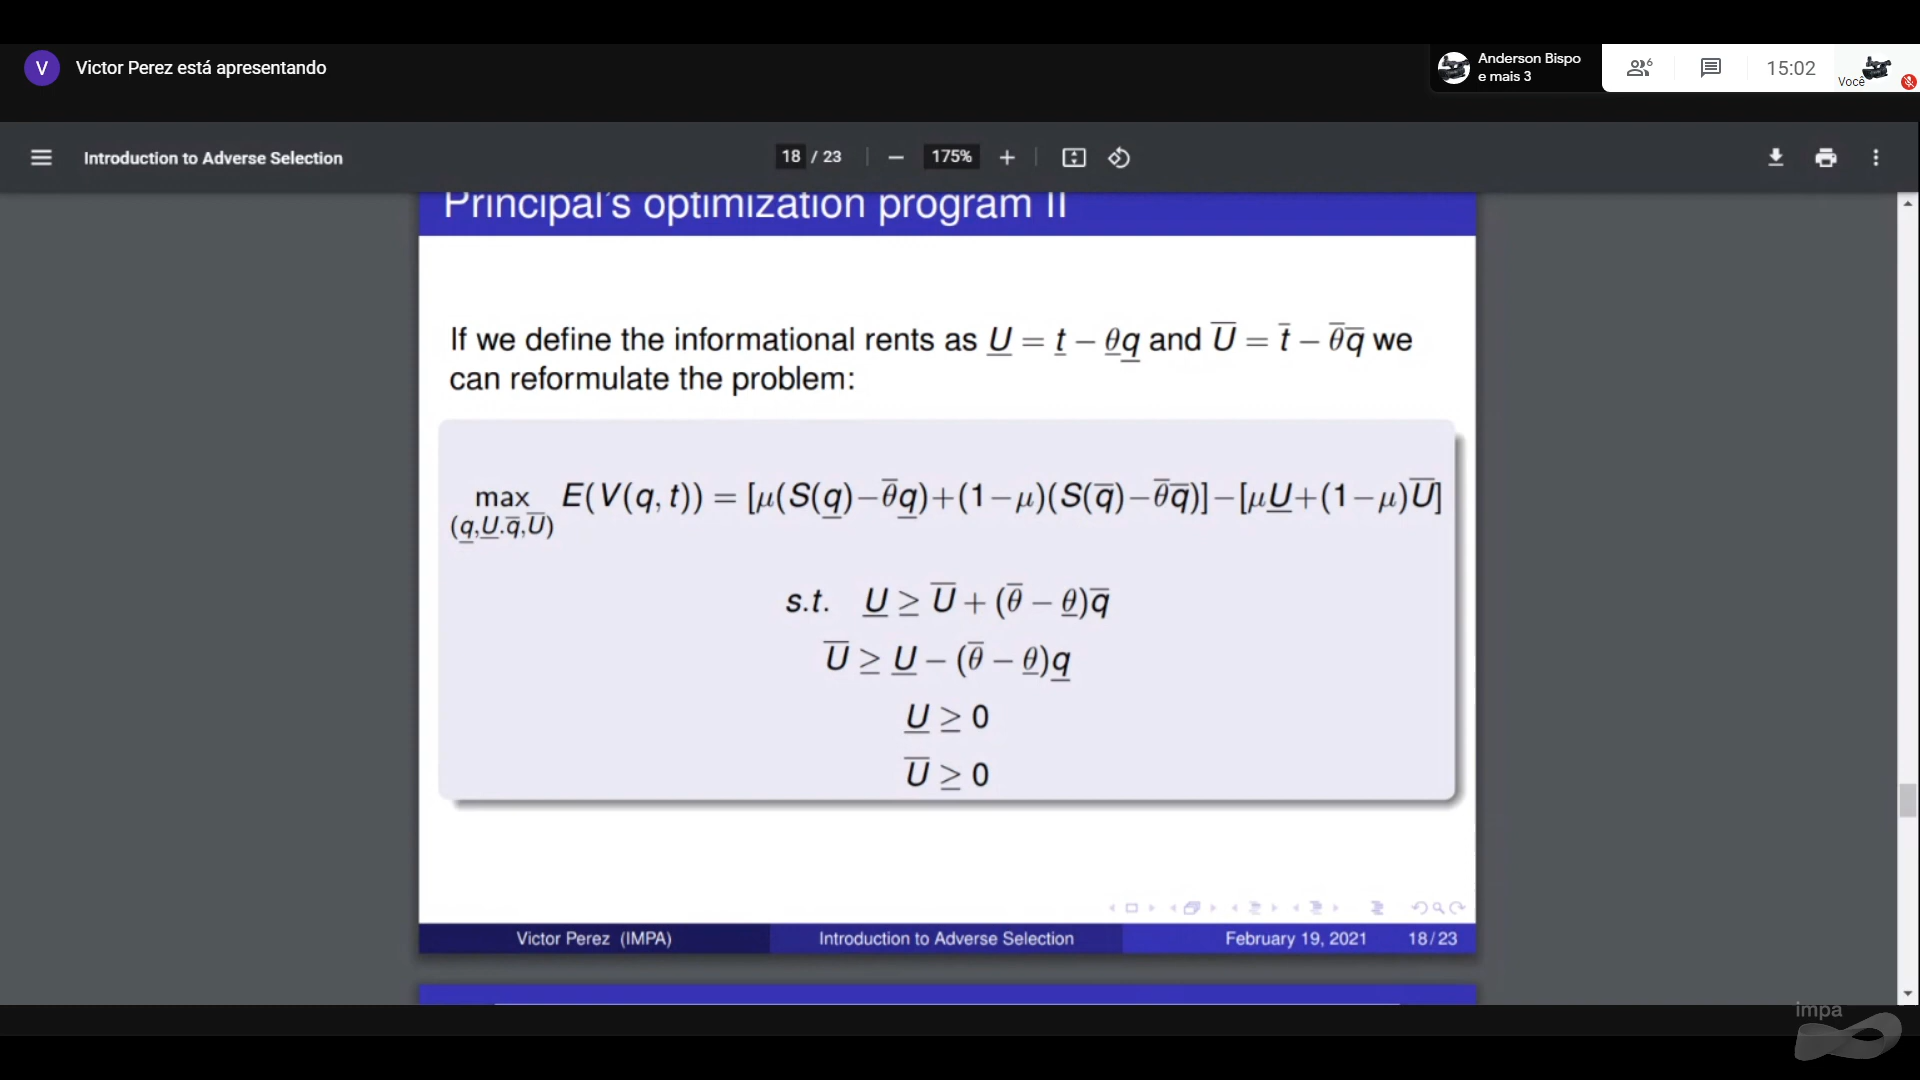 V
Victor Perez está apresentando
Anderson Bispo
e mais 3
6
15:02
Você
Introduction to Adverse Selection
18 / 23
− 175% +
Principal's optimization program II
If we define the informational rents as U̲ = t̲ − θ̲q̲ and U̅ = t̅ − θ̅q̅ we
can reformulate the problem:
max E(V(q, t)) = [μ(S(q̲)−θ̅q̲)+(1−μ)(S(q̅)−θ̅q̅)]−[μU̲+(1−μ)U̅]
(q̲,U̲.q̅,U̅)
s.t. U̲ ≥ U̅ + (θ̅ − θ̲)q̅
U̅ ≥ U̲ − (θ̅ − θ̲)q̲
U̲ ≥ 0
U̅ ≥ 0
Victor Perez (IMPA) Introduction to Adverse Selection February 19, 2021 18/23
impa